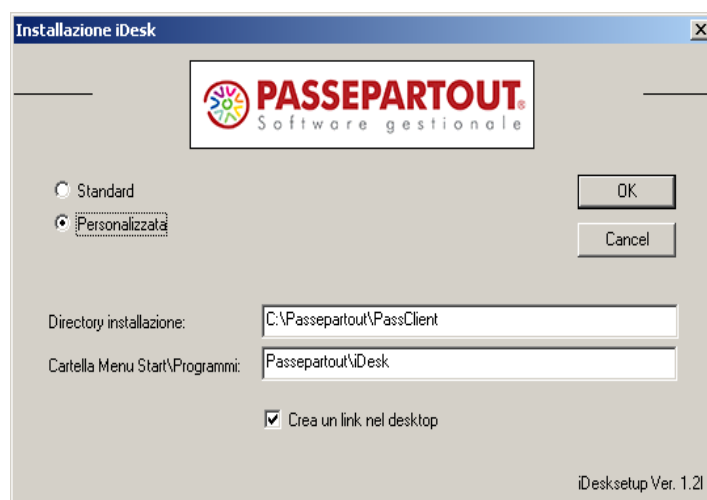 Installazione iDesk
PASSEPARTOUT®
Software gestionale
Standard
OK
Personalizzata
Cancel
Directory installazione:
C:\Passepartout\PassClient
Cartella Menu Start\Programmi:
Passepartout\iDesk
Crea un link nel desktop
iDesksetup Ver. 1.2l